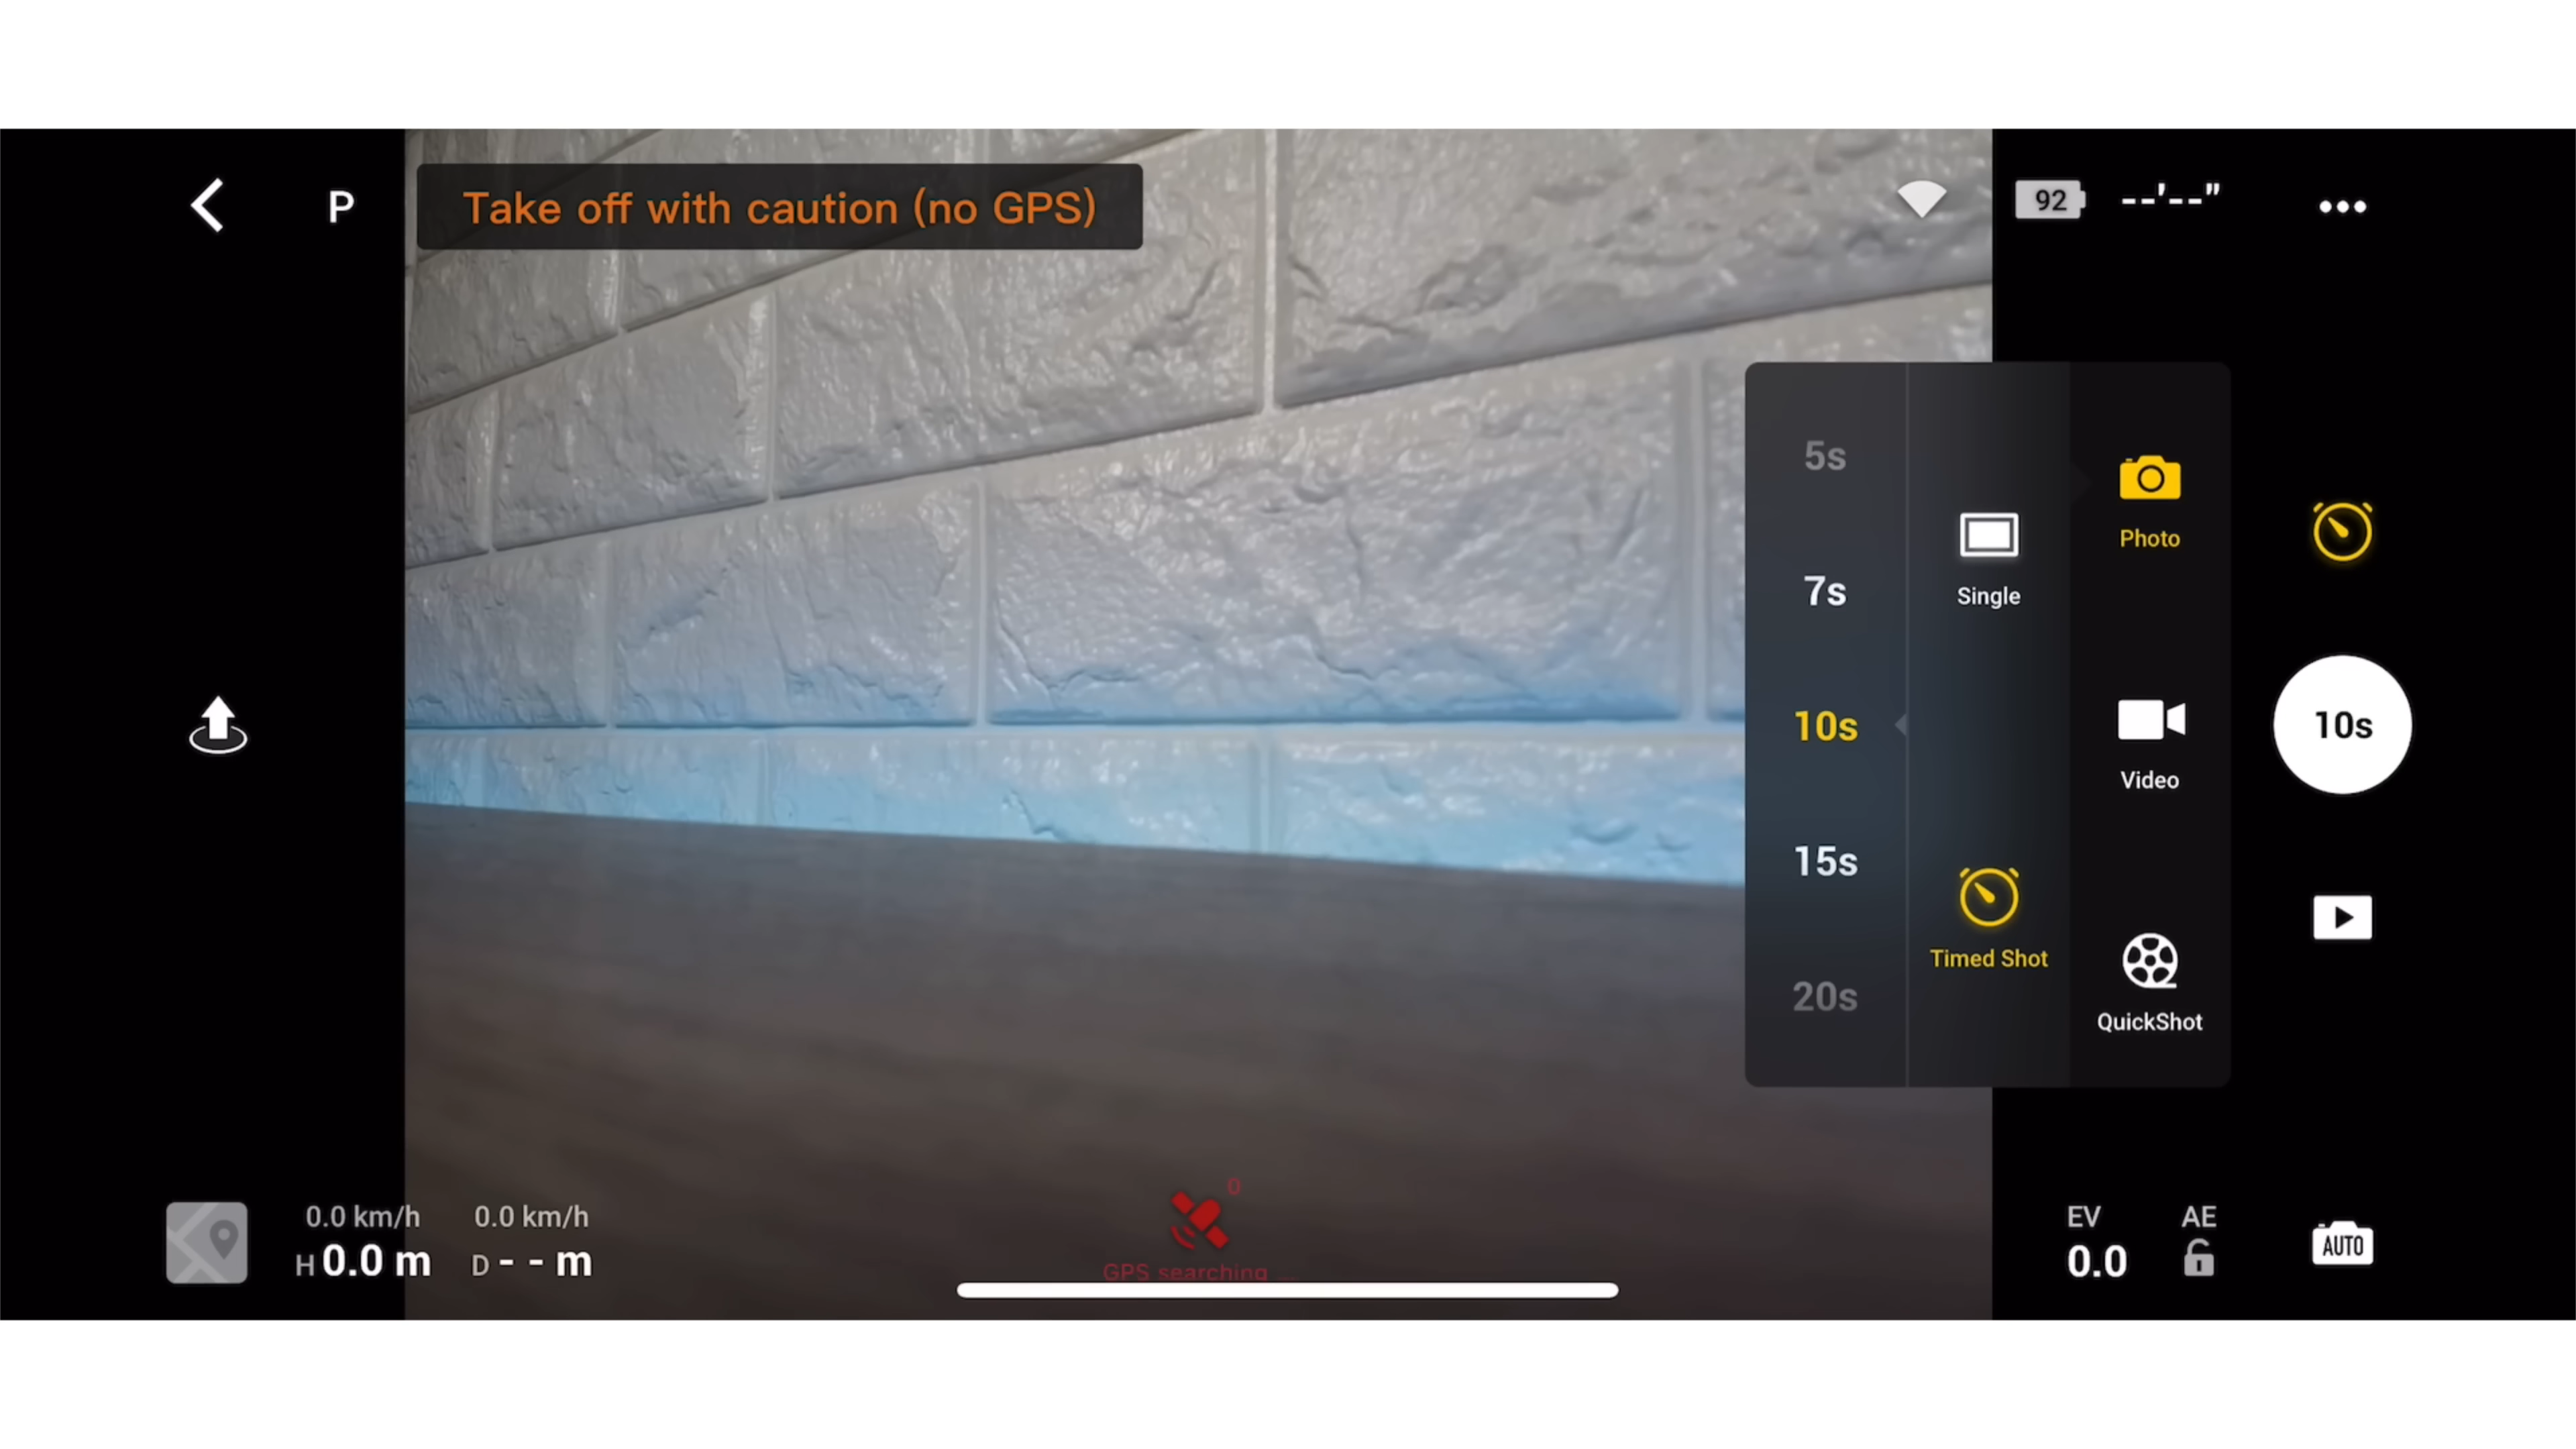 P
Take off with caution (no GPS)
92
--'--"
5s
7s
10s
15s
20s
Single
Timed Shot
Photo
Video
QuickShot
10s
0.0 km/h
0.0 km/h
H 0.0 m
D - - m
0
GPS searching ...
EV
0.0
AE
AUTO